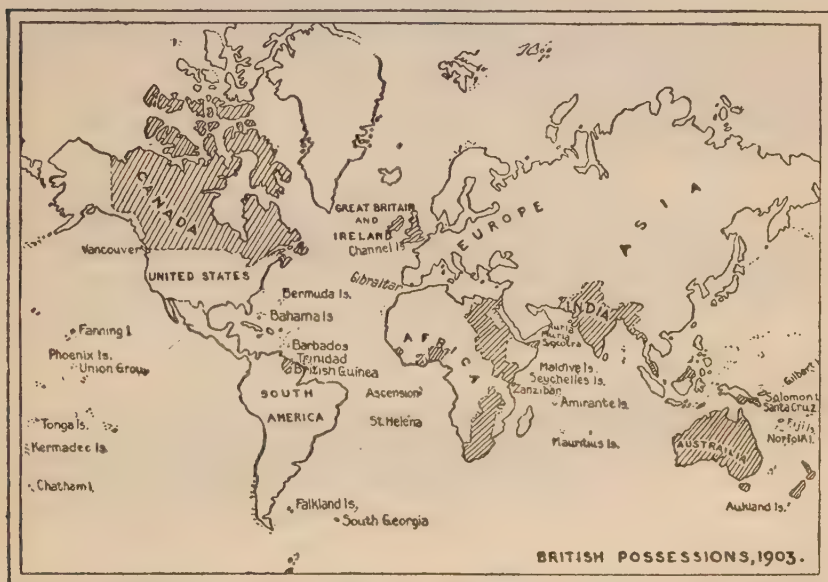 CANADA
GREAT BRITAIN
AND
IRELAND
Channel Is.
EUROPE
ASIA
Vancouver
UNITED STATES
Gibraltar
Bermuda Is.
Bahama Is.
INDIA
AFRICA
Fanning I.
Phoenix Is.
Union Group
Barbados
Trinidad
British Guinea
Kuria
Muria
Socotra
Maldive Is.
Seychelles Is.
Zanzibar
Amirante Is.
Gilbert I.
Solomon I.
Santa Cruz
SOUTH
AMERICA
Ascension
St. Helena
Tonga Is.
Kermadec Is.
Mauritius Is.
Fiji Is.
Norfolk I.
AUSTRAILIA
Chatham I.
Falkland Is.
South Georgia
Aukland Is.
BRITISH POSSESSIONS, 1903.